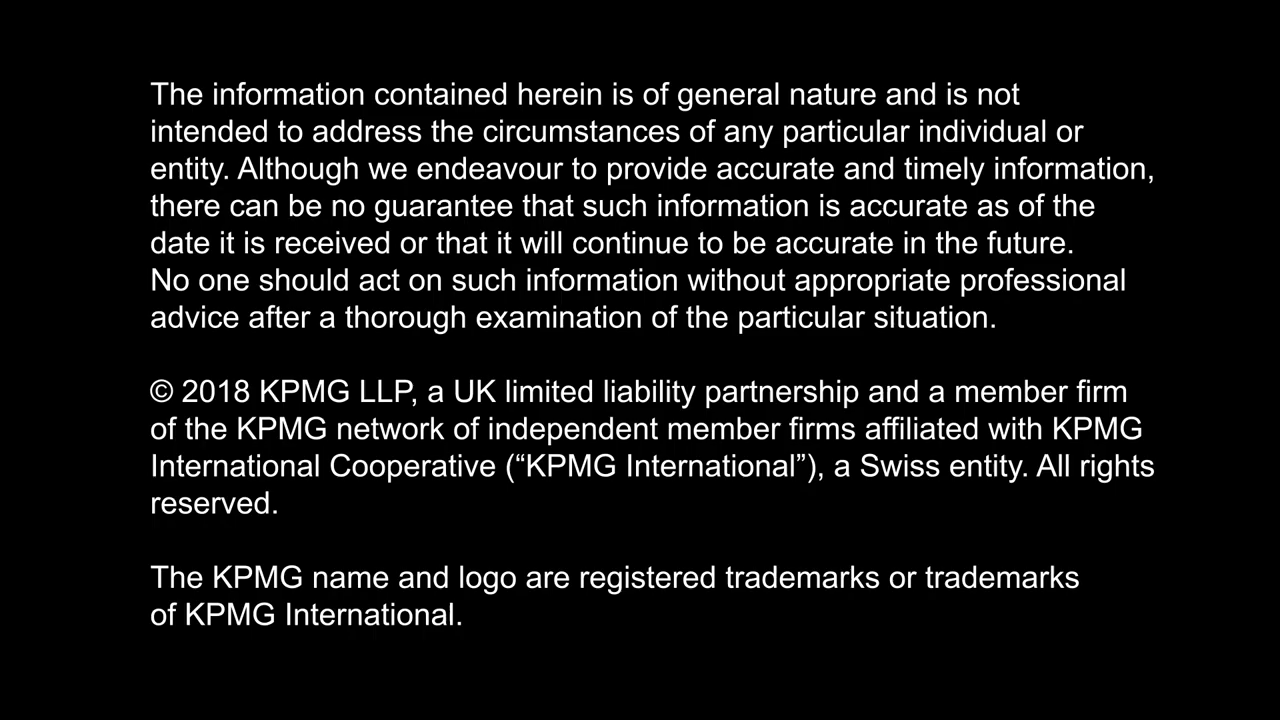 The information contained herein is of general nature and is not
intended to address the circumstances of any particular individual or
entity. Although we endeavour to provide accurate and timely information,
there can be no guarantee that such information is accurate as of the
date it is received or that it will continue to be accurate in the future.
No one should act on such information without appropriate professional
advice after a thorough examination of the particular situation.
© 2018 KPMG LLP, a UK limited liability partnership and a member firm
of the KPMG network of independent member firms affiliated with KPMG
International Cooperative (“KPMG International”), a Swiss entity. All rights
reserved.
The KPMG name and logo are registered trademarks or trademarks
of KPMG International.